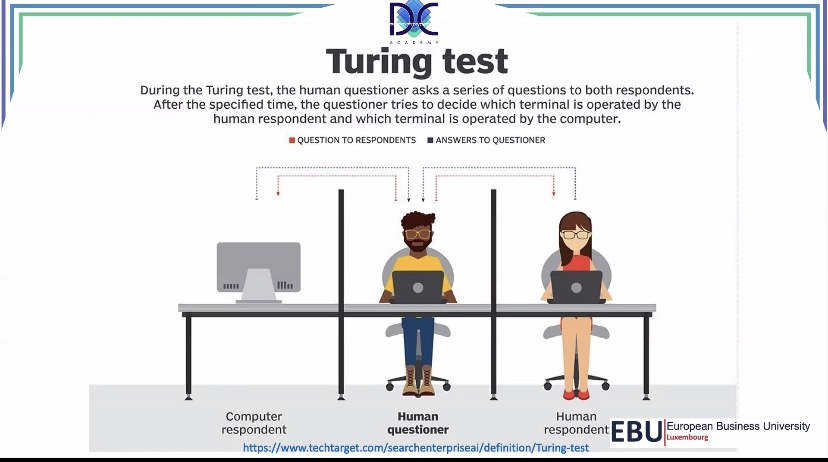 DC
ACADEMY
Turing test
During the Turing test, the human questioner asks a series of questions to both respondents.
After the specified time, the questioner tries to decide which terminal is operated by the
human respondent and which terminal is operated by the computer.
QUESTION TO RESPONDENTS ANSWERS TO QUESTIONER
Computer
respondent
Human
questioner
Human
respondent
EBU European Business University
Luxembourg
https://www.techtarget.com/searchenterpriseai/definition/Turing-test